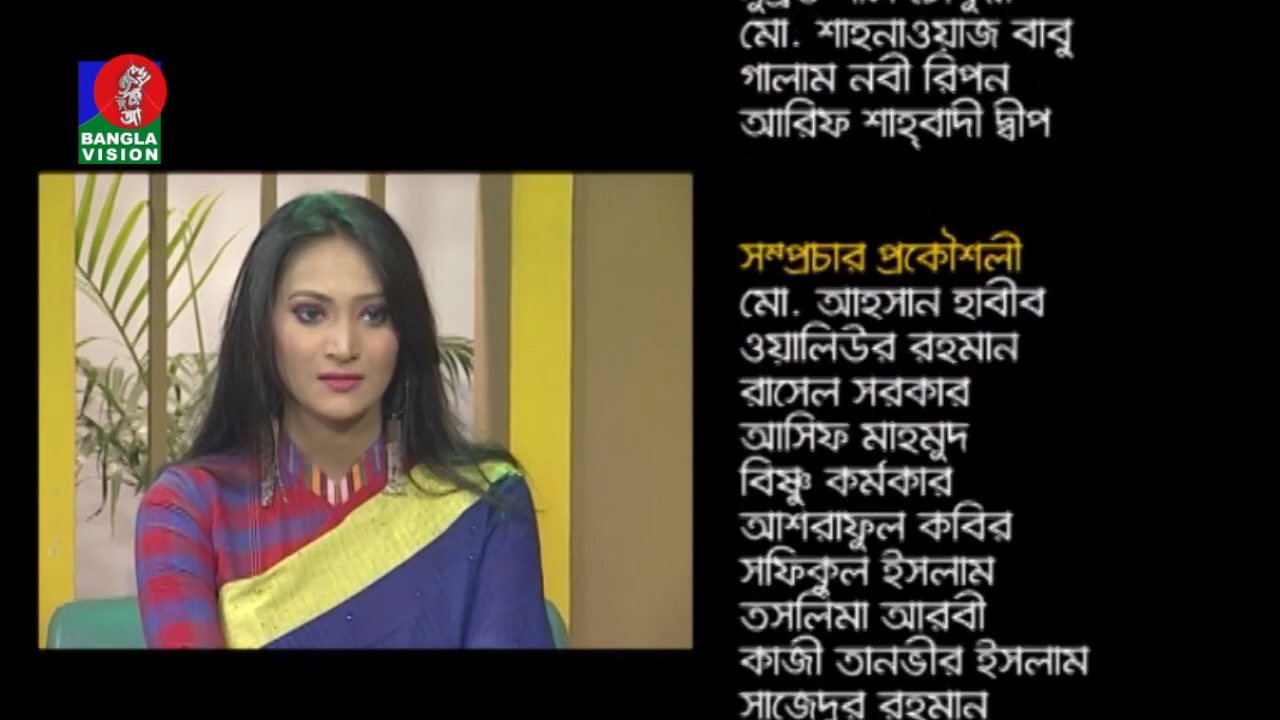 BANGLA
VISION
মো. শাহনাওয়াজ বাবু
গালাম নবী রিপন
আরিফ শাহ্‌বাদী দ্বীপ
সম্প্রচার প্রকৌশলী
মো. আহসান হাবীব
ওয়ালিউর রহমান
রাসেল সরকার
আসিফ মাহমুদ
বিষ্ণু কর্মকার
আশরাফুল কবির
সফিকুল ইসলাম
তসলিমা আরবী
কাজী তানভীর ইসলাম
সাজেদুর রহমান